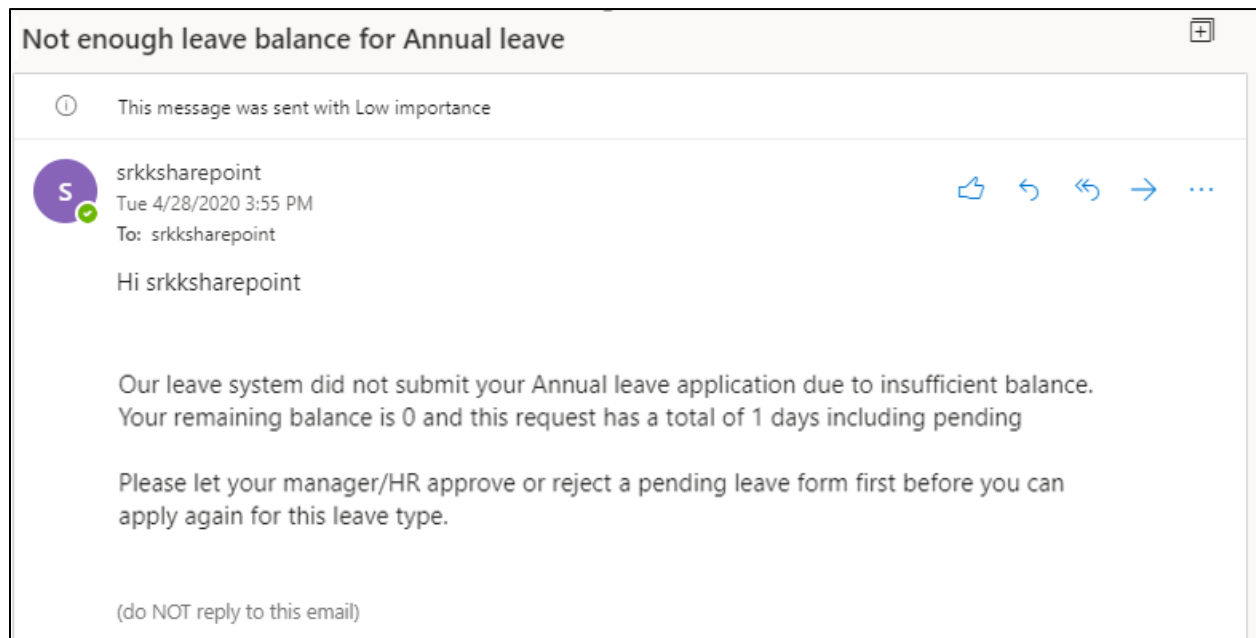 Not enough leave balance for Annual leave
This message was sent with Low importance
S
srkksharepoint
Tue 4/28/2020 3:55 PM
To: srkksharepoint
Hi srkksharepoint
Our leave system did not submit your Annual leave application due to insufficient balance.
Your remaining balance is 0 and this request has a total of 1 days including pending
Please let your manager/HR approve or reject a pending leave form first before you can
apply again for this leave type.
(do NOT reply to this email)